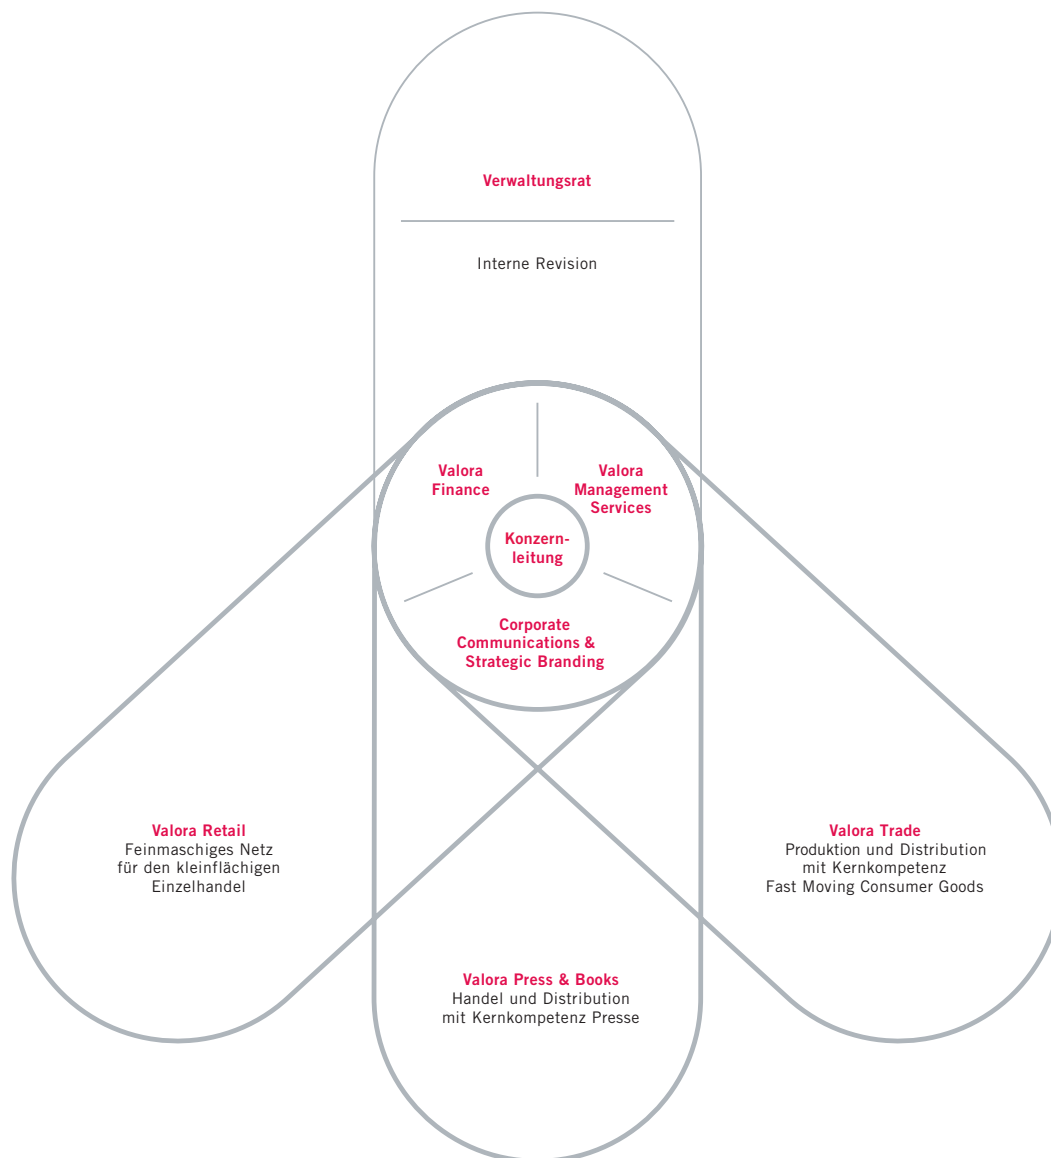 Verwaltungsrat
Interne Revision
Valora
Finance
Valora
Management
Services
Konzern-
leitung
Corporate
Communications &
Strategic Branding
Valora Retail
Feinmaschiges Netz
für den kleinflächigen
Einzelhandel
Valora Trade
Produktion und Distribution
mit Kernkompetenz
Fast Moving Consumer Goods
Valora Press & Books
Handel und Distribution
mit Kernkompetenz Presse